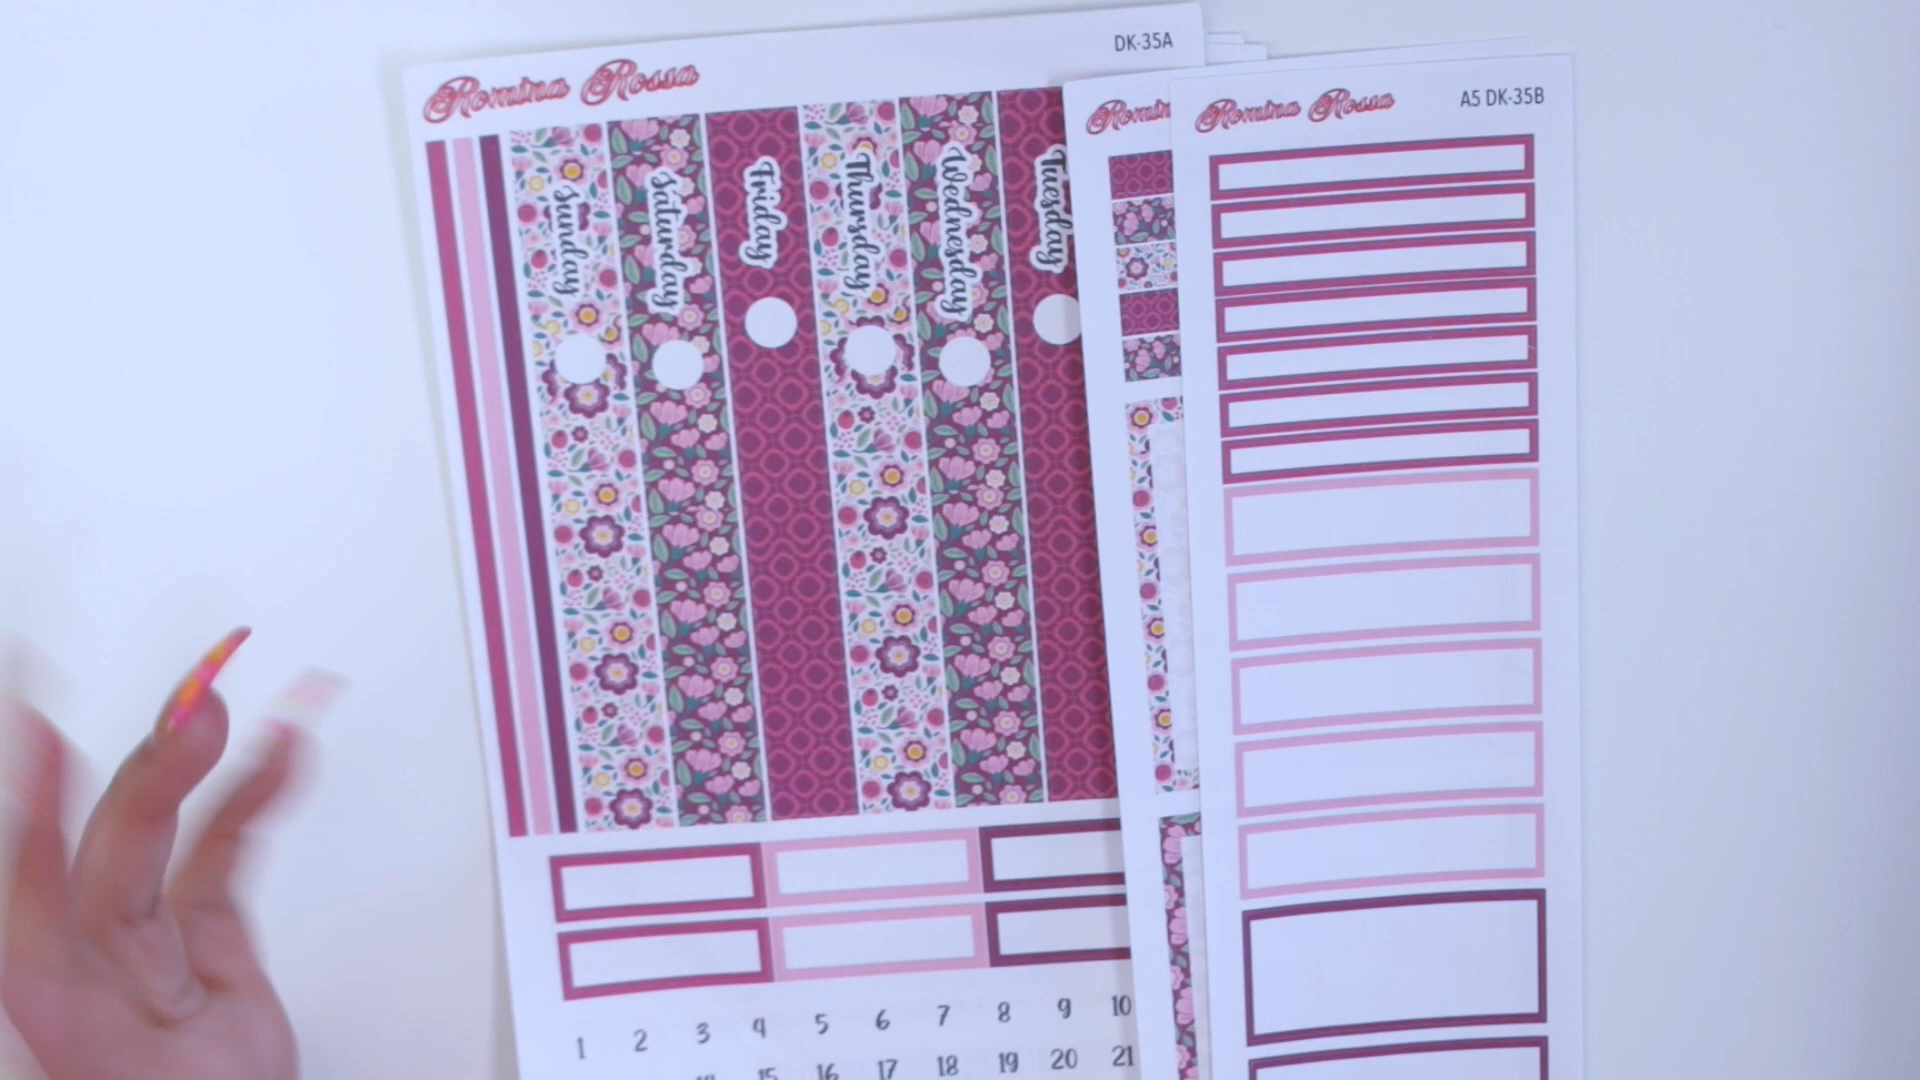 Romina Rossa
DK-35A
Romina Rossa
A5 DK-35B
Sunday
Saturday
Friday
Thursday
Wednesday
Tuesday
1 2 3 4 5 6 7 8 9 10
15 16 17 18 19 20 21